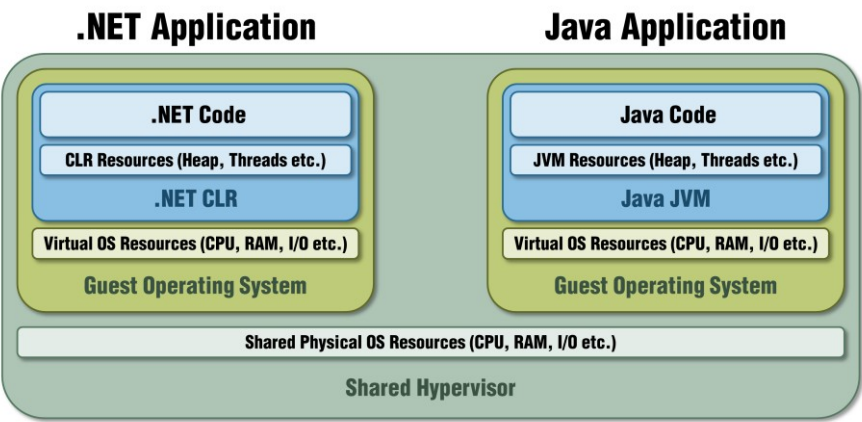 .NET Application
Java Application
.NET Code
Java Code
CLR Resources (Heap, Threads etc.)
JVM Resources (Heap, Threads etc.)
.NET CLR
Java JVM
Virtual OS Resources (CPU, RAM, I/O etc.)
Virtual OS Resources (CPU, RAM, I/O etc.)
Guest Operating System
Guest Operating System
Shared Physical OS Resources (CPU, RAM, I/O etc.)
Shared Hypervisor